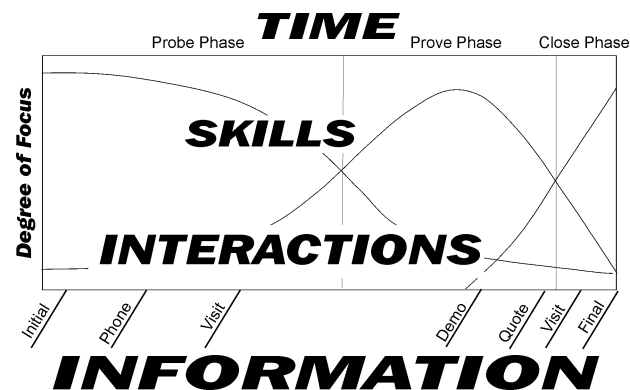 TIME
Probe Phase
Prove Phase
Close Phase
Degree of Focus
SKILLS
INTERACTIONS
Initial
Phone
Visit
Demo
Quote
Visit
Final
INFORMATION